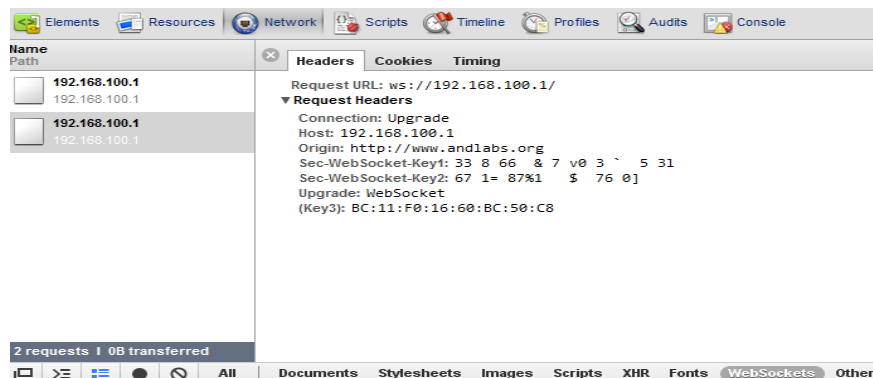 Elements Resources Network Scripts Timeline Profiles Audits Console
Name
Path
192.168.100.1
192.168.100.1
192.168.100.1
192.168.100.1
Headers Cookies Timing
Request URL: ws://192.168.100.1/
Request Headers
Connection: Upgrade
Host: 192.168.100.1
Origin: http://www.andlabs.org
Sec-WebSocket-Key1: 33 8 66  & 7 v0 3 `  5 31
Sec-WebSocket-Key2: 67 1= 87%1   $  76 0]
Upgrade: WebSocket
(Key3): BC:11:F0:16:60:BC:50:C8
2 requests | 0B transferred
All Documents Stylesheets Images Scripts XHR Fonts WebSockets Other